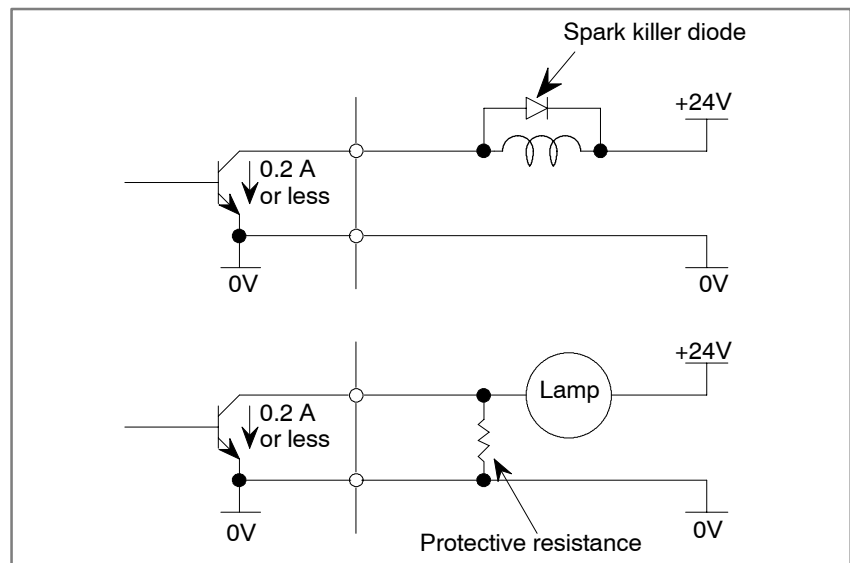 Spark killer diode
+24V
0.2 A
or less
0V
0V
+24V
Lamp
0.2 A
or less
0V
0V
Protective resistance